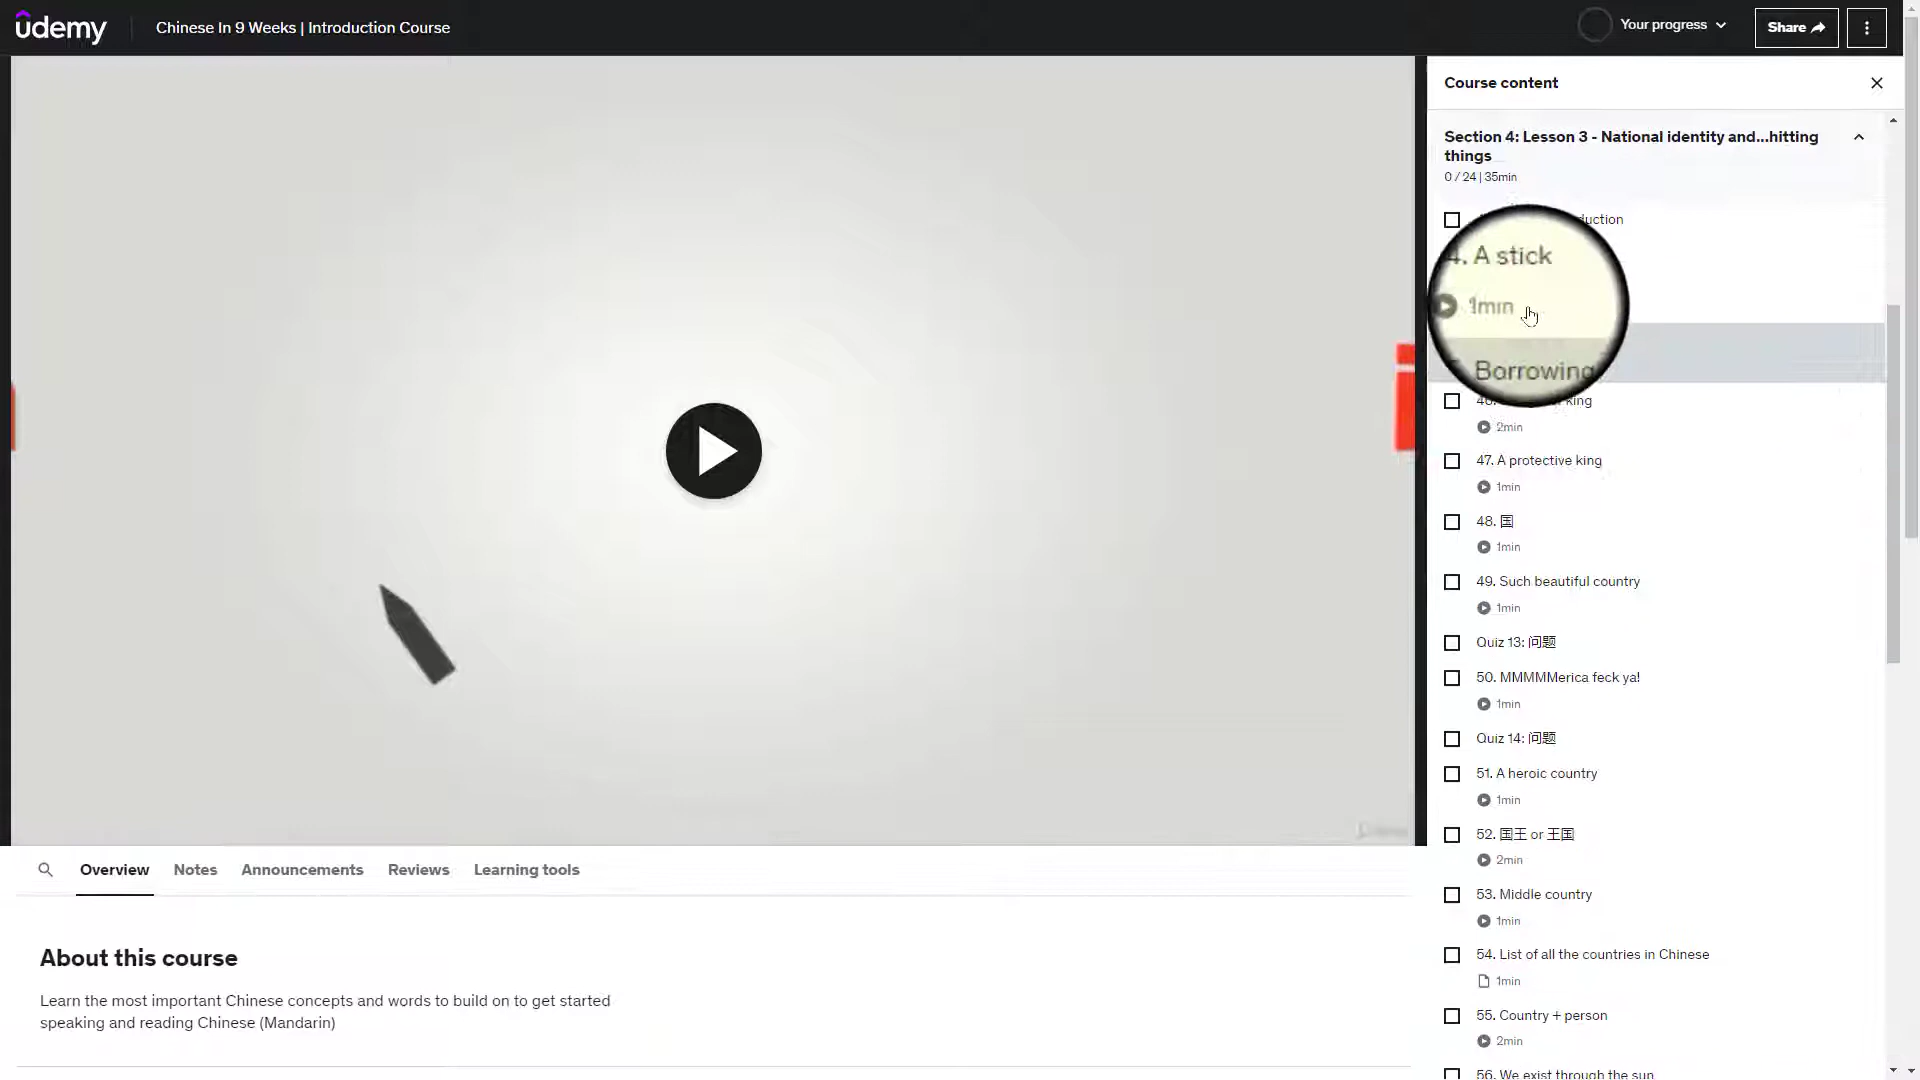 ûdemy
Chinese In 9 Weeks | Introduction Course
Your progress
Share
Course content
Section 4: Lesson 3 - National identity and...hitting
things
0 / 24 | 35min
4. A stick
1min
Borrowing
king
2min
47. A protective king
1min
48. 国
1min
49. Such beautiful country
1min
Quiz 13: 问题
50. MMMMMerica feck ya!
1min
Quiz 14: 问题
51. A heroic country
1min
52. 国王 or 王国
2min
53. Middle country
1min
54. List of all the countries in Chinese
1min
55. Country + person
2min
56. We exist through the sun
Overview
Notes
Announcements
Reviews
Learning tools
About this course
Learn the most important Chinese concepts and words to build on to get started
speaking and reading Chinese (Mandarin)